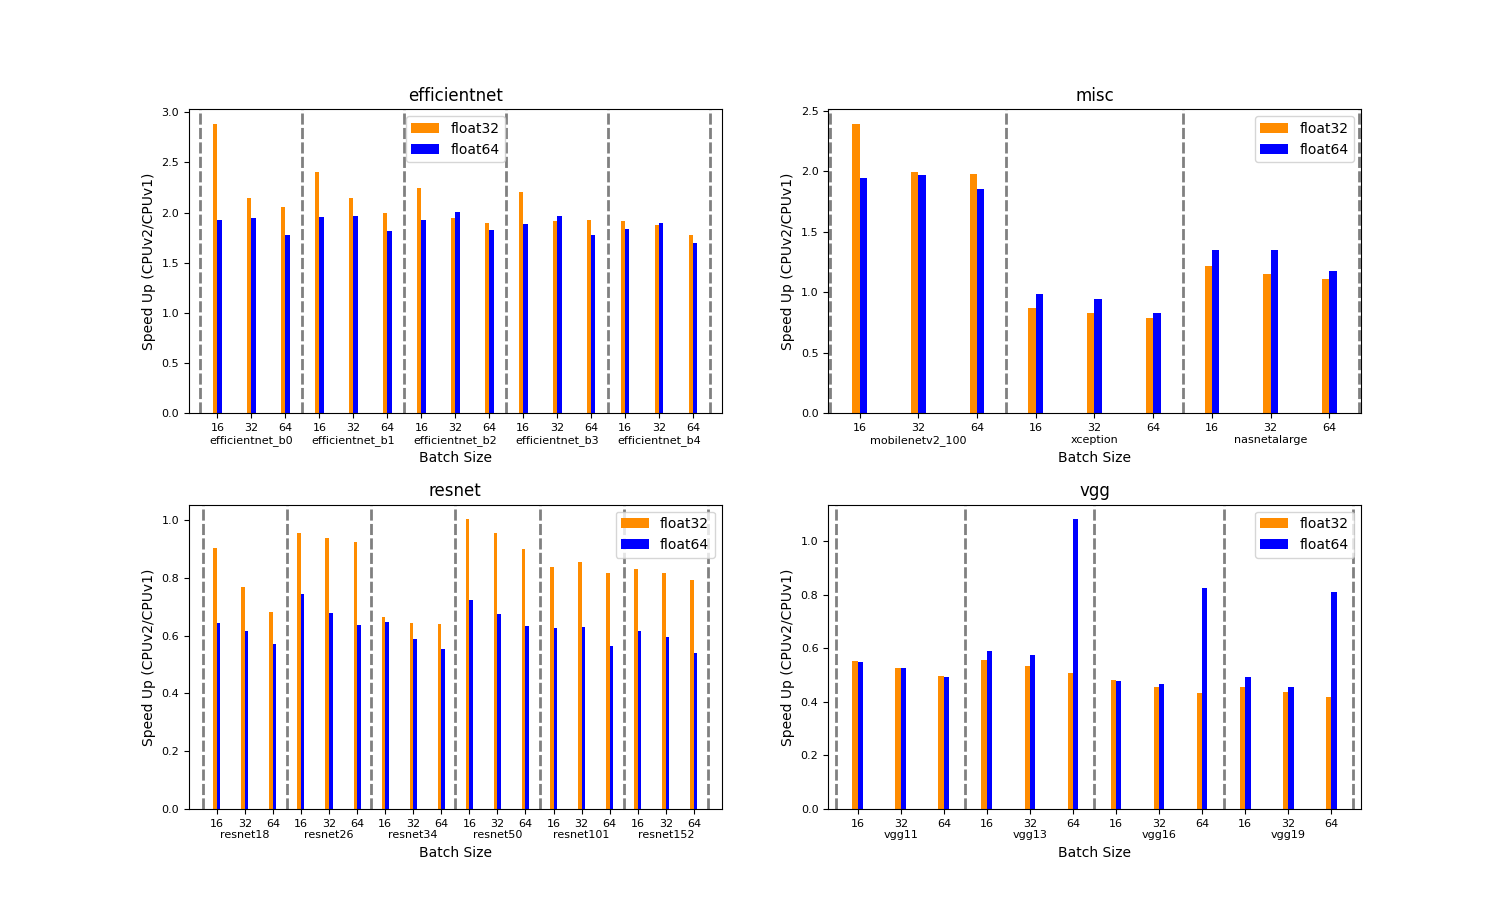 efficientnet
3.0
2.5
2.0
1.5
1.0
0.5
0.0
Speed Up (CPUv2/CPUv1)
float32
float64
16 32 64 16 32 64 16 32 64 16 32 64 16 32 64
efficientnet_b0 efficientnet_b1 efficientnet_b2 efficientnet_b3 efficientnet_b4
Batch Size
misc
2.5
2.0
1.5
1.0
0.5
0.0
Speed Up (CPUv2/CPUv1)
float32
float64
16 32 64 16 32 64 16 32 64
mobilenetv2_100 xception nasnetalarge
Batch Size
resnet
1.0
0.8
0.6
0.4
0.2
0.0
Speed Up (CPUv2/CPUv1)
float32
float64
16 32 64 16 32 64 16 32 64 16 32 64 16 32 64 16 32 64
resnet18 resnet26 resnet34 resnet50 resnet101 resnet152
Batch Size
vgg
1.0
0.8
0.6
0.4
0.2
0.0
Speed Up (CPUv2/CPUv1)
float32
float64
16 32 64 16 32 64 16 32 64 16 32 64
vgg11 vgg13 vgg16 vgg19
Batch Size